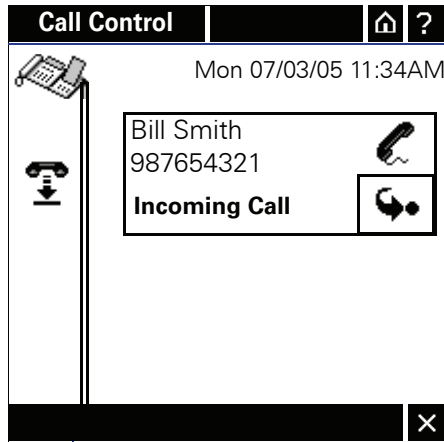 Call Control ?
Mon 07/03/05 11:34AM
Bill Smith
987654321
Incoming Call